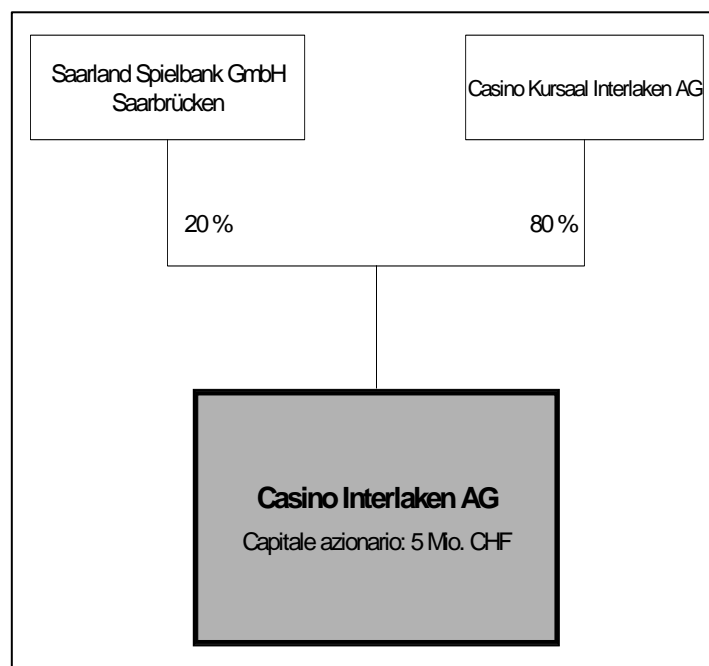 Saarland Spielbank GmbH
Saarbrücken
Casino Kursaal Interlaken AG
20 %
80 %
Casino Interlaken AG
Capitale azionario: 5 Mio. CHF